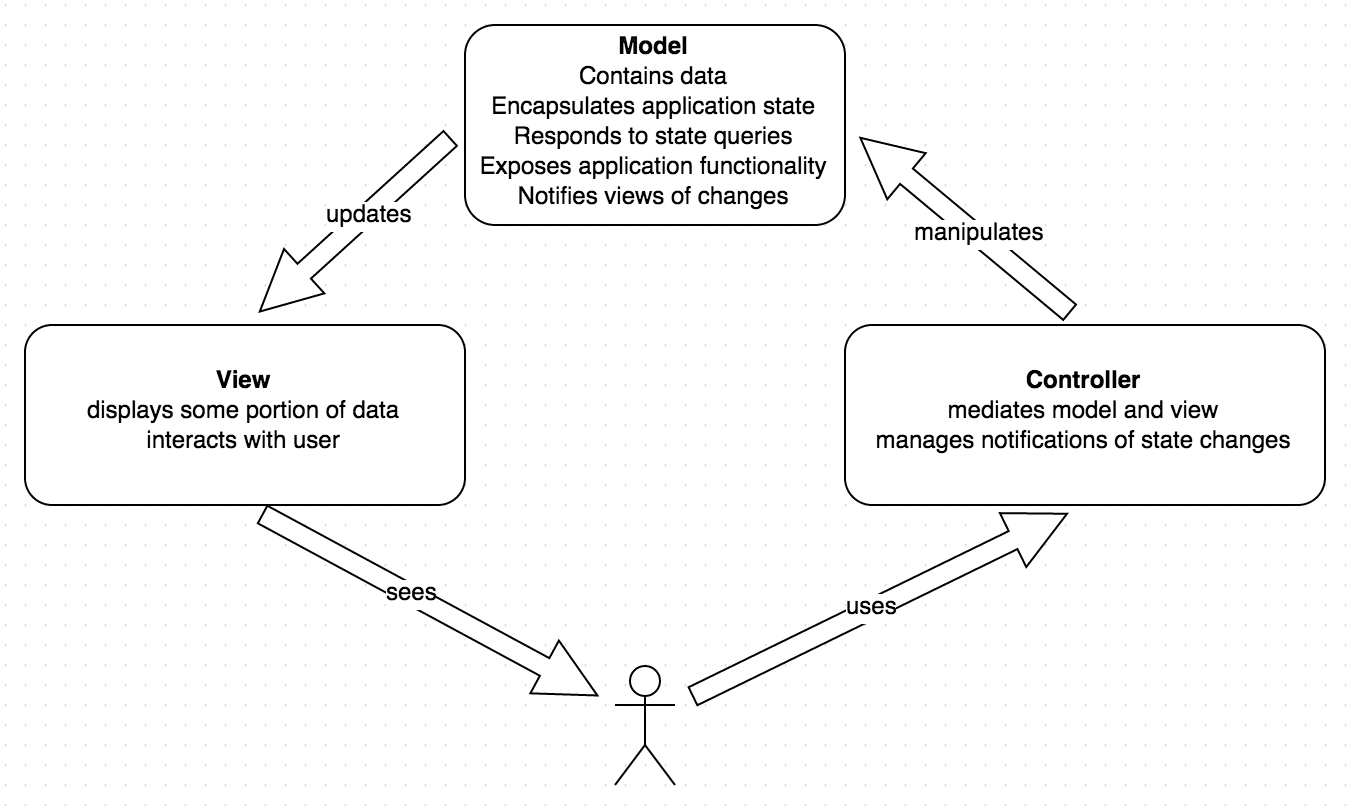 Model
Contains data
Encapsulates application state
Responds to state queries
Exposes application functionality
Notifies views of changes
updates
manipulates
View
displays some portion of data
interacts with user
Controller
mediates model and view
manages notifications of state changes
sees
uses